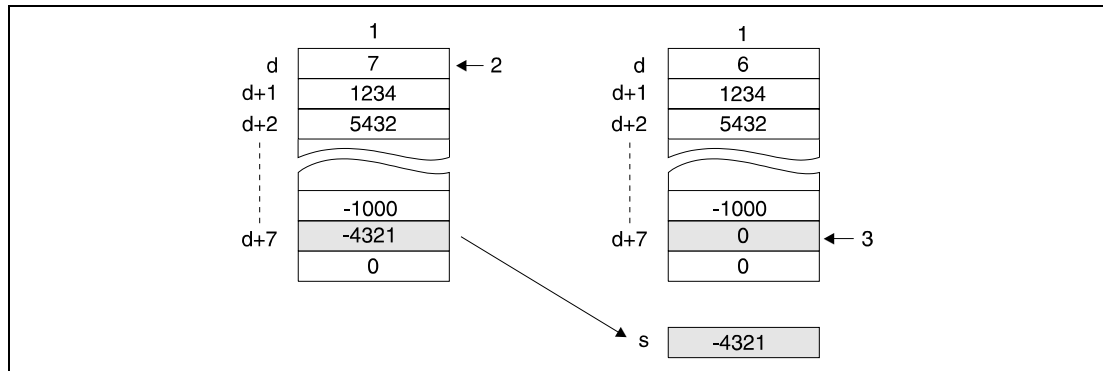 1 1
d 7 2 d 6
d+1 1234 d+1 1234
d+2 5432 d+2 5432
-1000 -1000
d+7 -4321 d+7 0 3
0 0
s -4321